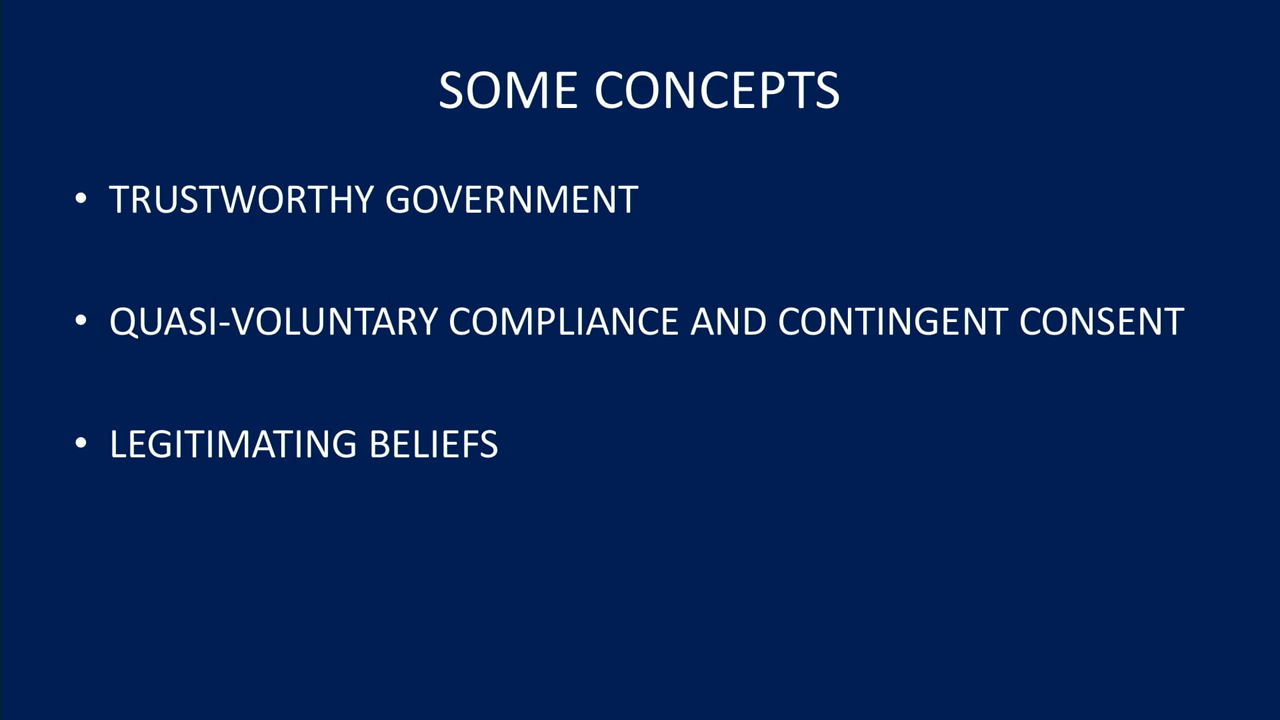 SOME CONCEPTS
• TRUSTWORTHY GOVERNMENT
• QUASI-VOLUNTARY COMPLIANCE AND CONTINGENT CONSENT
• LEGITIMATING BELIEFS